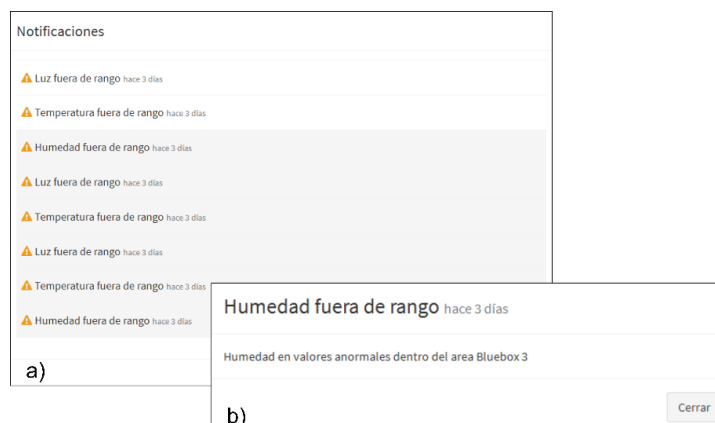 Notificaciones
Luz fuera de rango hace 3 días
Temperatura fuera de rango hace 3 días
Humedad fuera de rango hace 3 días
Luz fuera de rango hace 3 días
Temperatura fuera de rango hace 3 días
Luz fuera de rango hace 3 días
Temperatura fuera de rango hace 3 días
Humedad fuera de rango hace 3 días
a)
Humedad fuera de rango hace 3 días
Humedad en valores anormales dentro del area Bluebox 3
Cerrar
b)